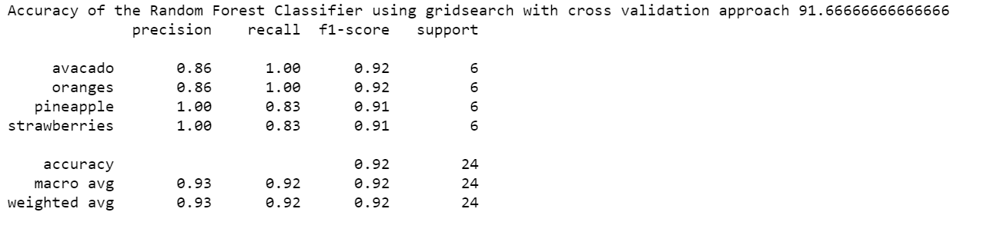 Accuracy of the Random Forest Classifier using gridsearch with cross validation approach 91.66666666666666
precision recall f1-score support
avacado 0.86 1.00 0.92 6
oranges 0.86 1.00 0.92 6
pineapple 1.00 0.83 0.91 6
strawberries 1.00 0.83 0.91 6
accuracy 0.92 24
macro avg 0.93 0.92 0.92 24
weighted avg 0.93 0.92 0.92 24